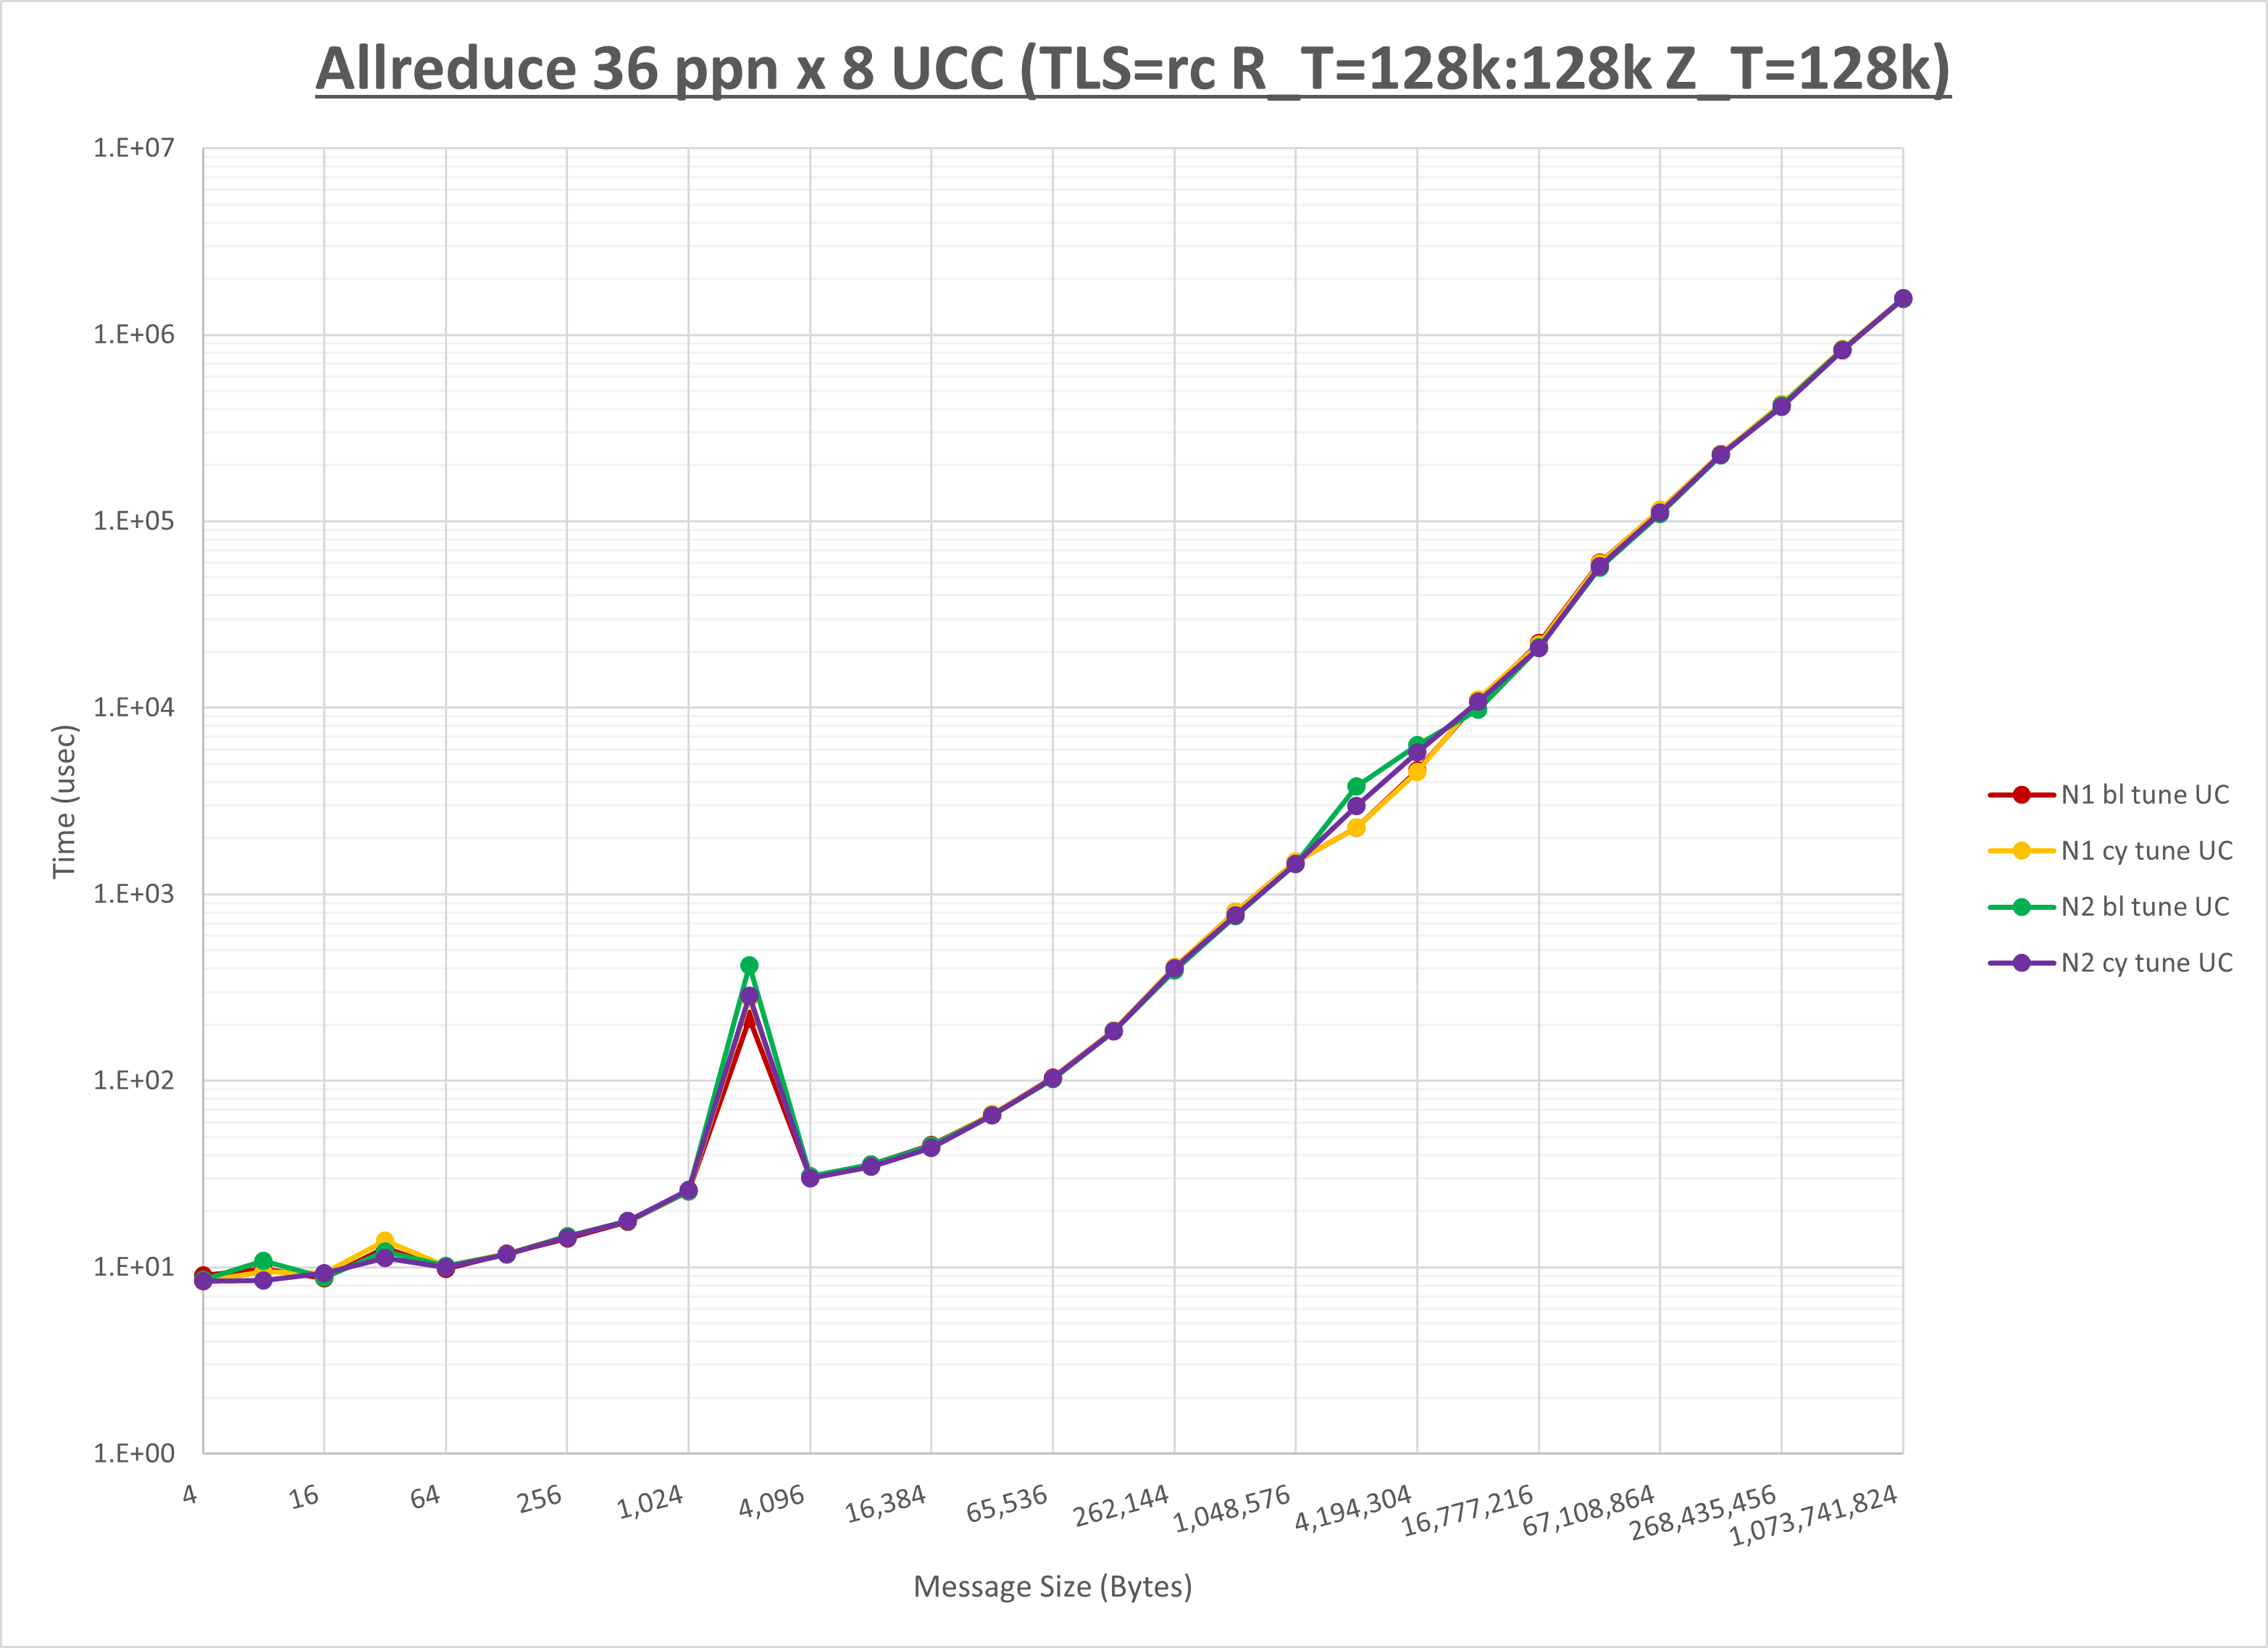 Allreduce 36 ppn x 8 UCC (TLS=rc R_T=128k:128k Z_T=128k)
1.E+07
1.E+06
1.E+05
1.E+04
1.E+03
1.E+02
1.E+01
1.E+00
Time (usec)
4
16
64
256
1,024
4,096
16,384
65,536
262,144
1,048,576
4,194,304
16,777,216
67,108,864
268,435,456
1,073,741,824
Message Size (Bytes)
N1 bl tune UC
N1 cy tune UC
N2 bl tune UC
N2 cy tune UC